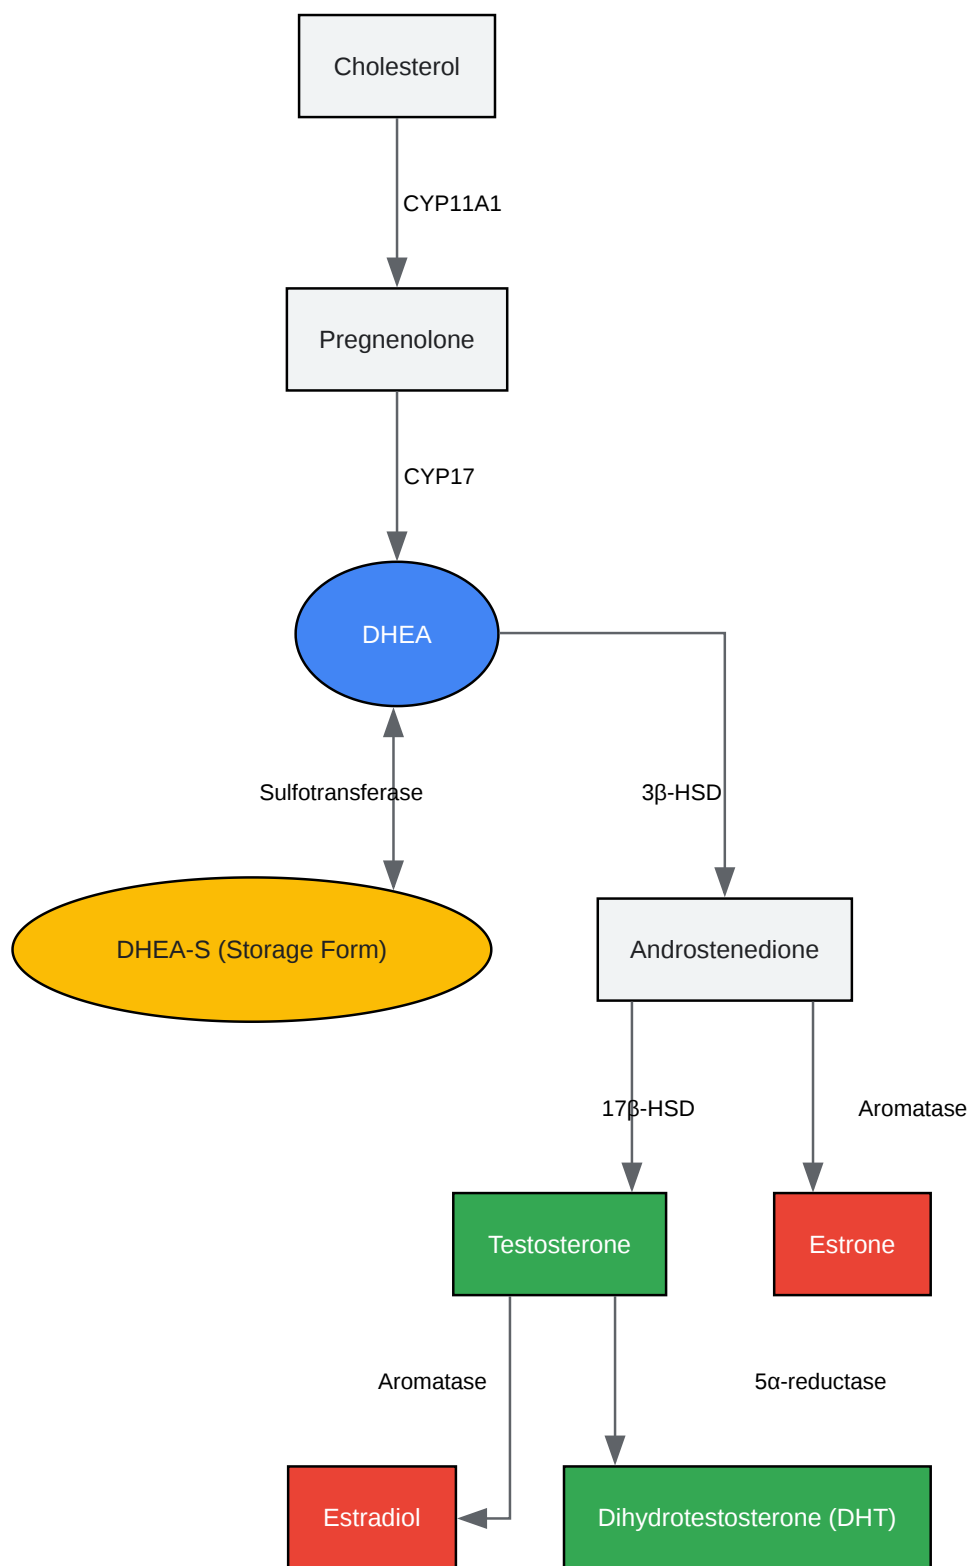 Cholesterol
CYP11A1
Pregnenolone
CYP17
DHEA
Sulfotransferase
3β-HSD
DHEA-S (Storage Form)
Androstenedione
17β-HSD
Aromatase
Testosterone
Estrone
Aromatase
5α-reductase
Estradiol
Dihydrotestosterone (DHT)